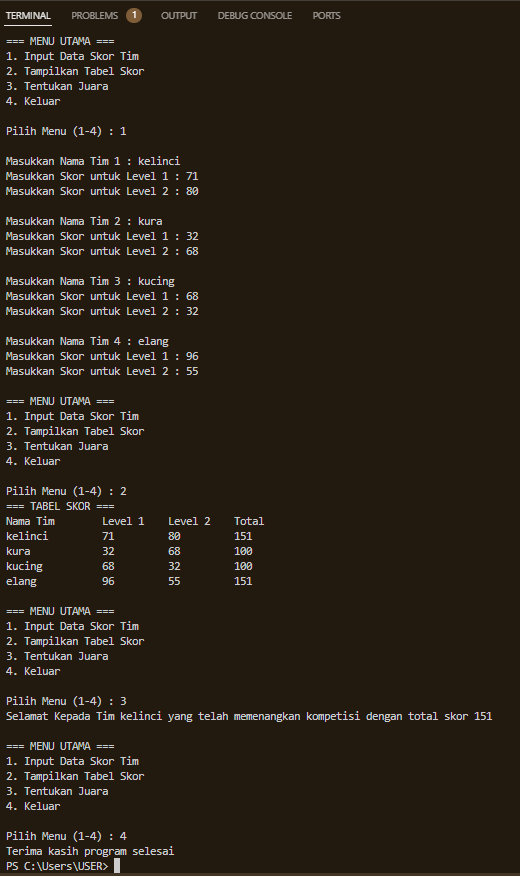 TERMINAL PROBLEMS 1 OUTPUT DEBUG CONSOLE PORTS
=== MENU UTAMA ===
1. Input Data Skor Tim
2. Tampilkan Tabel Skor
3. Tentukan Juara
4. Keluar
Pilih Menu (1-4) : 1
Masukkan Nama Tim 1 : kelinci
Masukkan Skor untuk Level 1 : 71
Masukkan Skor untuk Level 2 : 80
Masukkan Nama Tim 2 : kura
Masukkan Skor untuk Level 1 : 32
Masukkan Skor untuk Level 2 : 68
Masukkan Nama Tim 3 : kucing
Masukkan Skor untuk Level 1 : 68
Masukkan Skor untuk Level 2 : 32
Masukkan Nama Tim 4 : elang
Masukkan Skor untuk Level 1 : 96
Masukkan Skor untuk Level 2 : 55
=== MENU UTAMA ===
1. Input Data Skor Tim
2. Tampilkan Tabel Skor
3. Tentukan Juara
4. Keluar
Pilih Menu (1-4) : 2
=== TABEL SKOR ===
Nama Tim Level 1 Level 2 Total
kelinci 71 80 151
kura 32 68 100
kucing 68 32 100
elang 96 55 151
=== MENU UTAMA ===
1. Input Data Skor Tim
2. Tampilkan Tabel Skor
3. Tentukan Juara
4. Keluar
Pilih Menu (1-4) : 3
Selamat Kepada Tim kelinci yang telah memenangkan kompetisi dengan total skor 151
=== MENU UTAMA ===
1. Input Data Skor Tim
2. Tampilkan Tabel Skor
3. Tentukan Juara
4. Keluar
Pilih Menu (1-4) : 4
Terima kasih program selesai
PS C:\Users\USER>